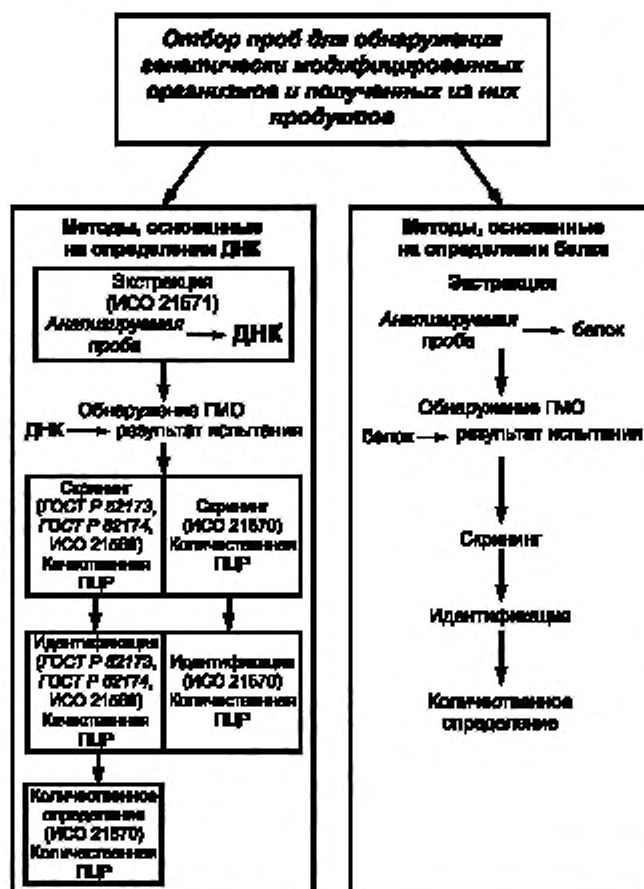 Отбор проб для обнаружения
генетически модифицированных
организмов и полученных из них
продуктов
Методы, основанные
на определении ДНК
Экстракция
(ИСО 21571)
Анализируемая
проба
ДНК
Обнаружение ГМО
ДНК
результат испытания
Скрининг
(ГОСТ Р 52173,
ГОСТ Р 52174,
ИСО 21569)
Качественная
ПЦР
Скрининг
(ИСО 21570)
Количественная
ПЦР
Идентификация
(ГОСТ Р 52173,
ГОСТ Р 52174,
ИСО 21569)
Качественная
ПЦР
Идентификация
(ИСО 21570)
Количественная
ПЦР
Количественное
определение
(ИСО 21570)
Количественная
ПЦР
Методы, основанные
на определении белка
Экстракция
Анализируемая
проба
белок
Обнаружение ГМО
Белок
результат испытания
Скрининг
Идентификация
Количественное
определение